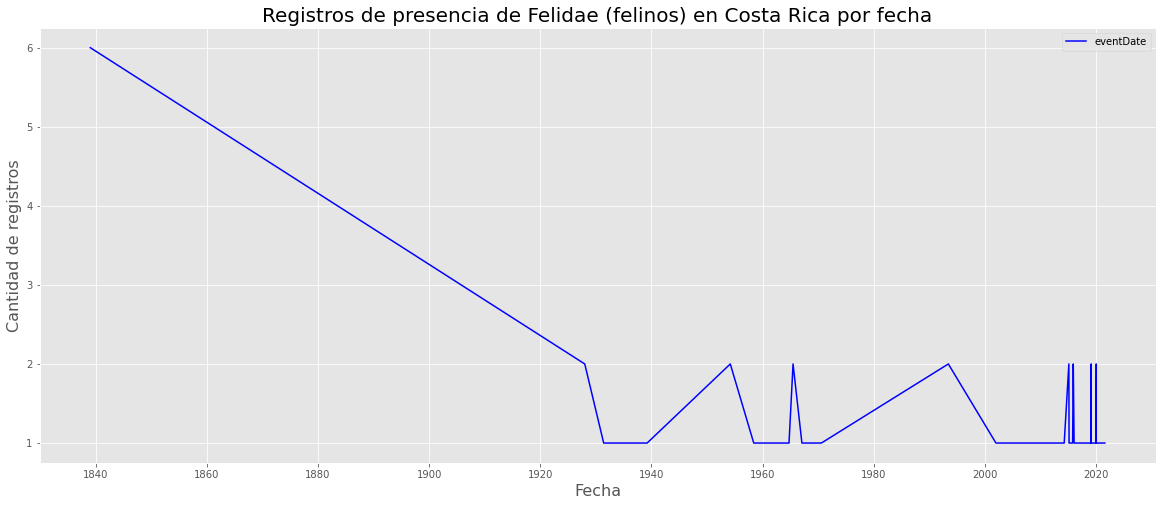 Registros de presencia de Felidae (felinos) en Costa Rica por fecha
eventDate
Cantidad de registros
6
5
4
3
2
1
1840 1860 1880 1900 1920 1940 1960 1980 2000 2020
Fecha